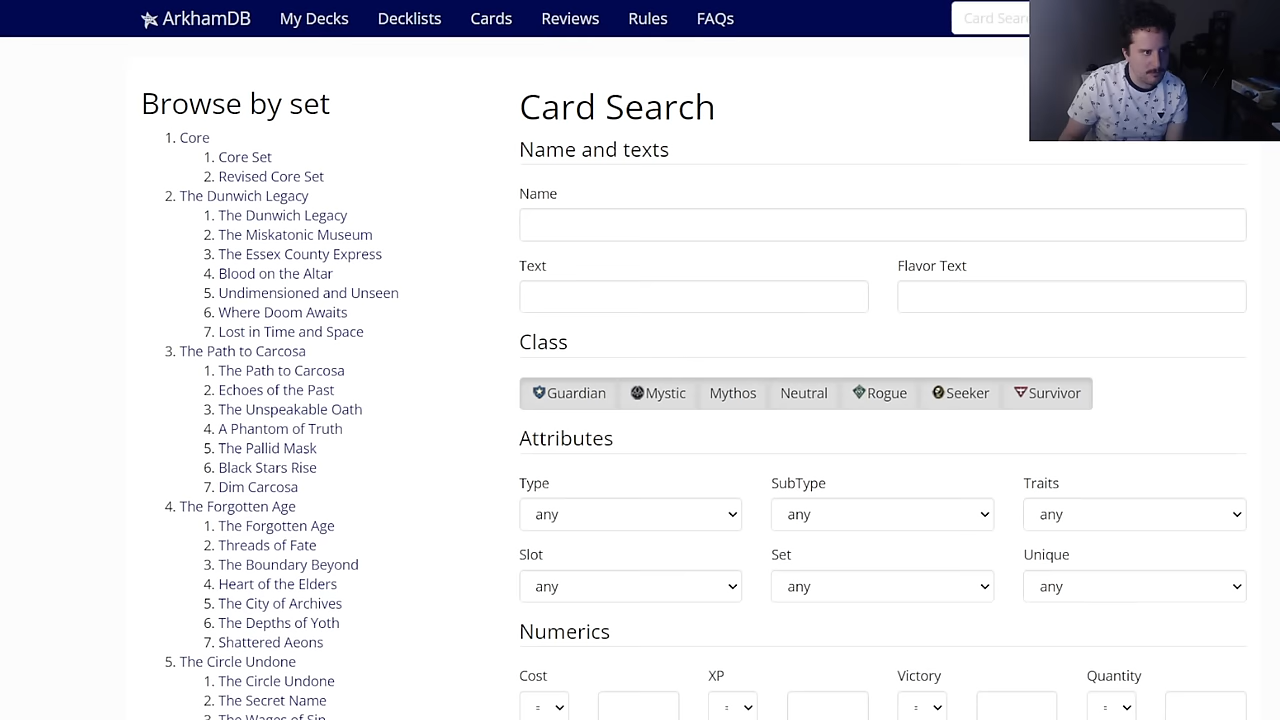 ArkhamDB My Decks Decklists Cards Reviews Rules FAQs Card Sear
Browse by set
1. Core
1. Core Set
2. Revised Core Set
2. The Dunwich Legacy
1. The Dunwich Legacy
2. The Miskatonic Museum
3. The Essex County Express
4. Blood on the Altar
5. Undimensioned and Unseen
6. Where Doom Awaits
7. Lost in Time and Space
3. The Path to Carcosa
1. The Path to Carcosa
2. Echoes of the Past
3. The Unspeakable Oath
4. A Phantom of Truth
5. The Pallid Mask
6. Black Stars Rise
7. Dim Carcosa
4. The Forgotten Age
1. The Forgotten Age
2. Threads of Fate
3. The Boundary Beyond
4. Heart of the Elders
5. The City of Archives
6. The Depths of Yoth
7. Shattered Aeons
5. The Circle Undone
1. The Circle Undone
2. The Secret Name
3. The Wages of Sin
Card Search
Name and texts
Name
Text Flavor Text
Class
Guardian Mystic Mythos Neutral Rogue Seeker Survivor
Attributes
Type SubType Traits
any any any
Slot Set Unique
any any any
Numerics
Cost XP Victory Quantity
= = = =